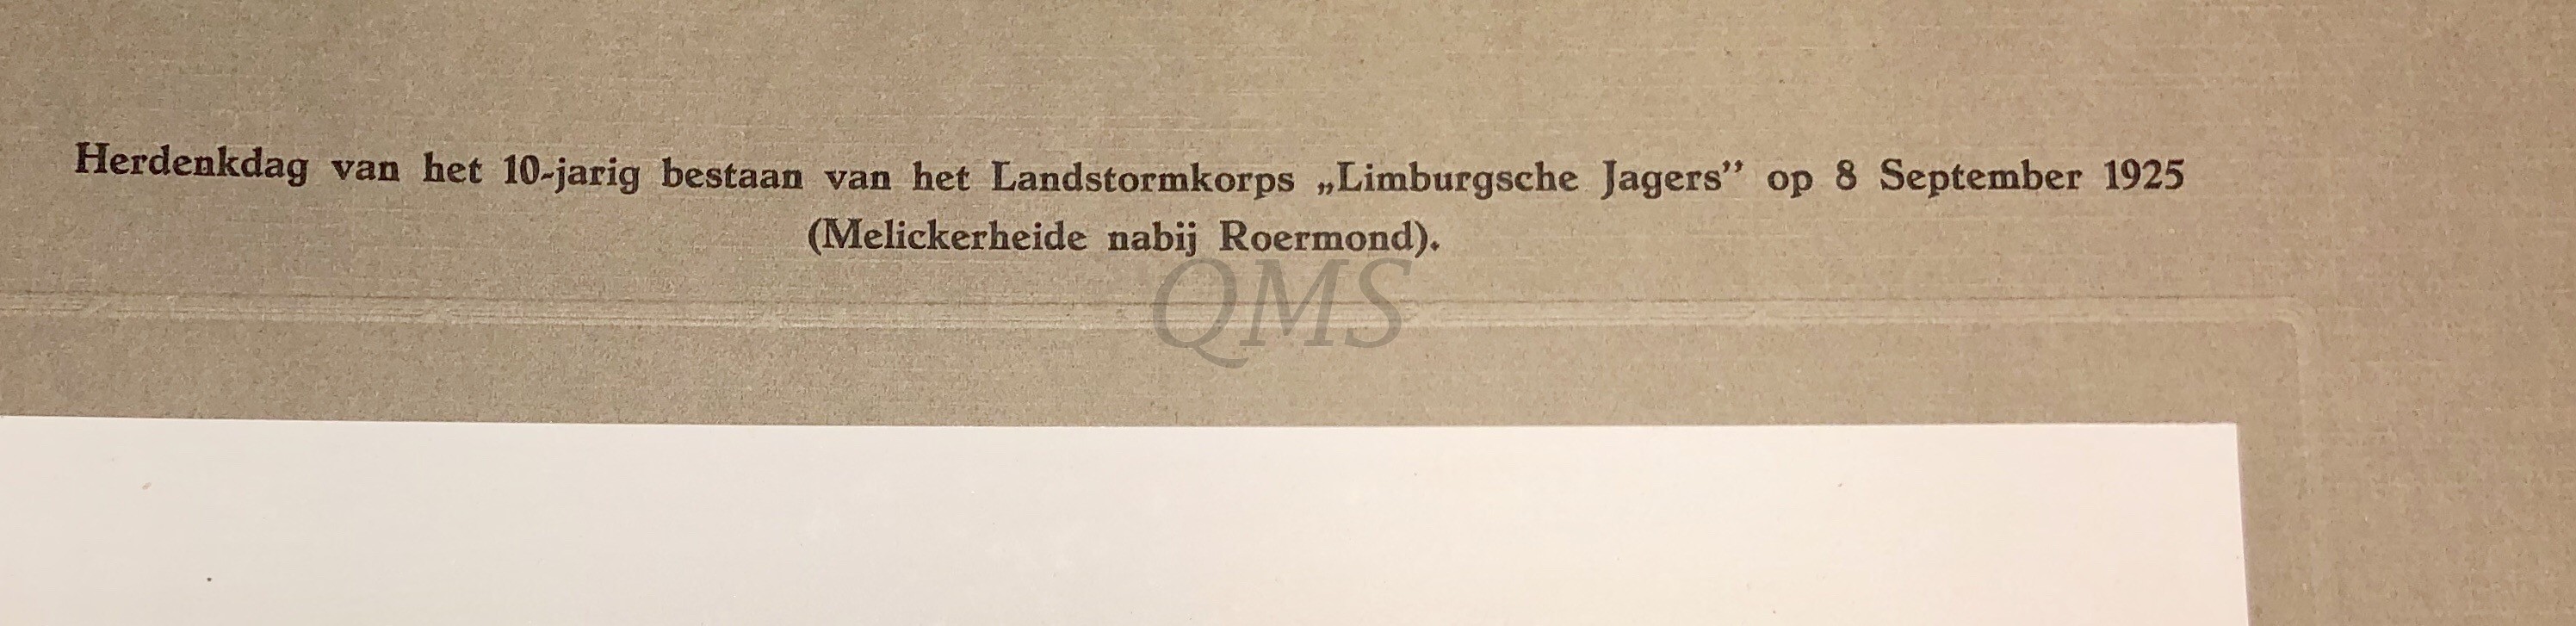 Herdenkdag van het 10-jarig bestaan van het Landstormkorps „Limburgsche Jagers” op 8 September 1925
(Melickerheide nabij Roermond).
QMS